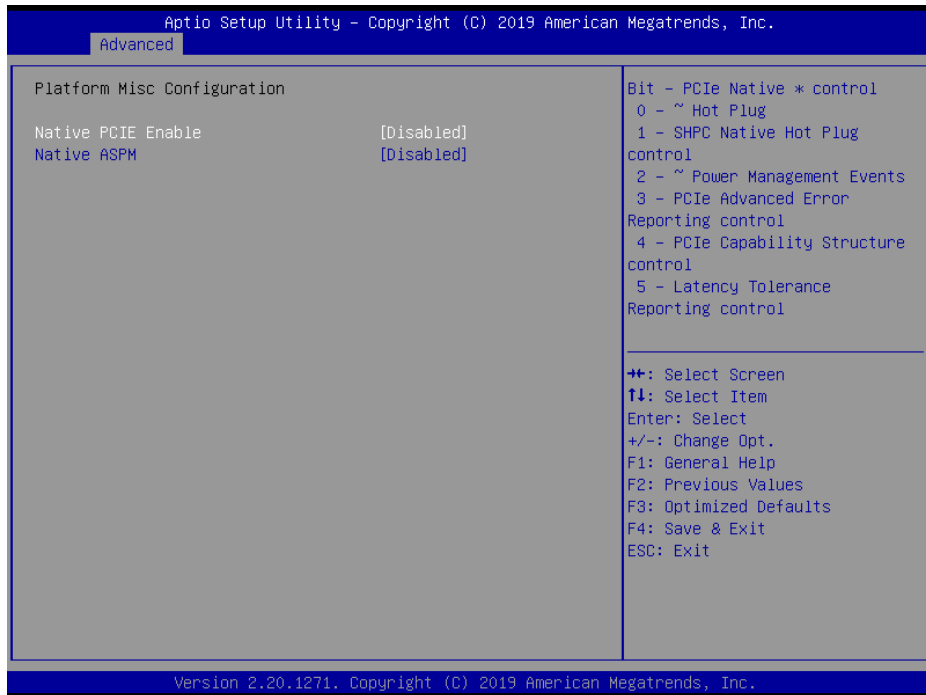 Aptio Setup Utility – Copyright (C) 2019 American Megatrends, Inc.
Advanced
Platform Misc Configuration
Native PCIE Enable [Disabled]
Native ASPM [Disabled]
Bit - PCIe Native * control
0 - ~ Hot Plug
1 - SHPC Native Hot Plug
control
2 - ~ Power Management Events
3 - PCIe Advanced Error
Reporting control
4 - PCIe Capability Structure
control
5 - Latency Tolerance
Reporting control
→←: Select Screen
↑↓: Select Item
Enter: Select
+/-: Change Opt.
F1: General Help
F2: Previous Values
F3: Optimized Defaults
F4: Save & Exit
ESC: Exit
Version 2.20.1271. Copyright (C) 2019 American Megatrends, Inc.